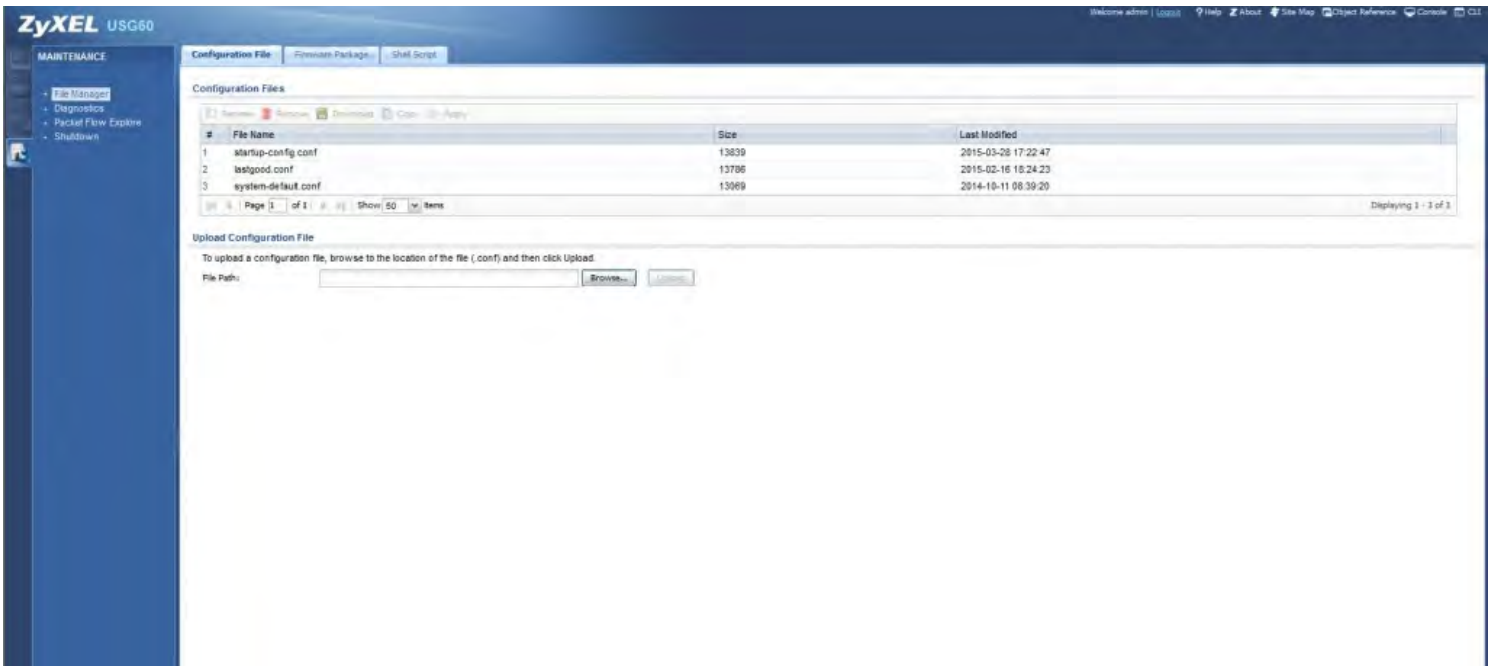 Welcome admin | Logout ? Help Z About Site Map Object Reference Console CLI
ZyXEL USG60
MAINTENANCE
Configuration File Firmware Package Shell Script
File Manager
Diagnostics
Packet Flow Explore
Shutdown
Configuration Files
Rename Remove Download Copy Apply
# File Name Size Last Modified
1 startup-config.conf 13839 2015-03-28 17:22:47
2 lastgood.conf 13786 2015-02-16 18:24:23
3 system-default.conf 13069 2014-10-11 08:39:20
Page 1 of 1 Show 50 items Displaying 1 - 3 of 3
Upload Configuration File
To upload a configuration file, browse to the location of the file (.conf) and then click Upload.
File Path: Browse... Upload